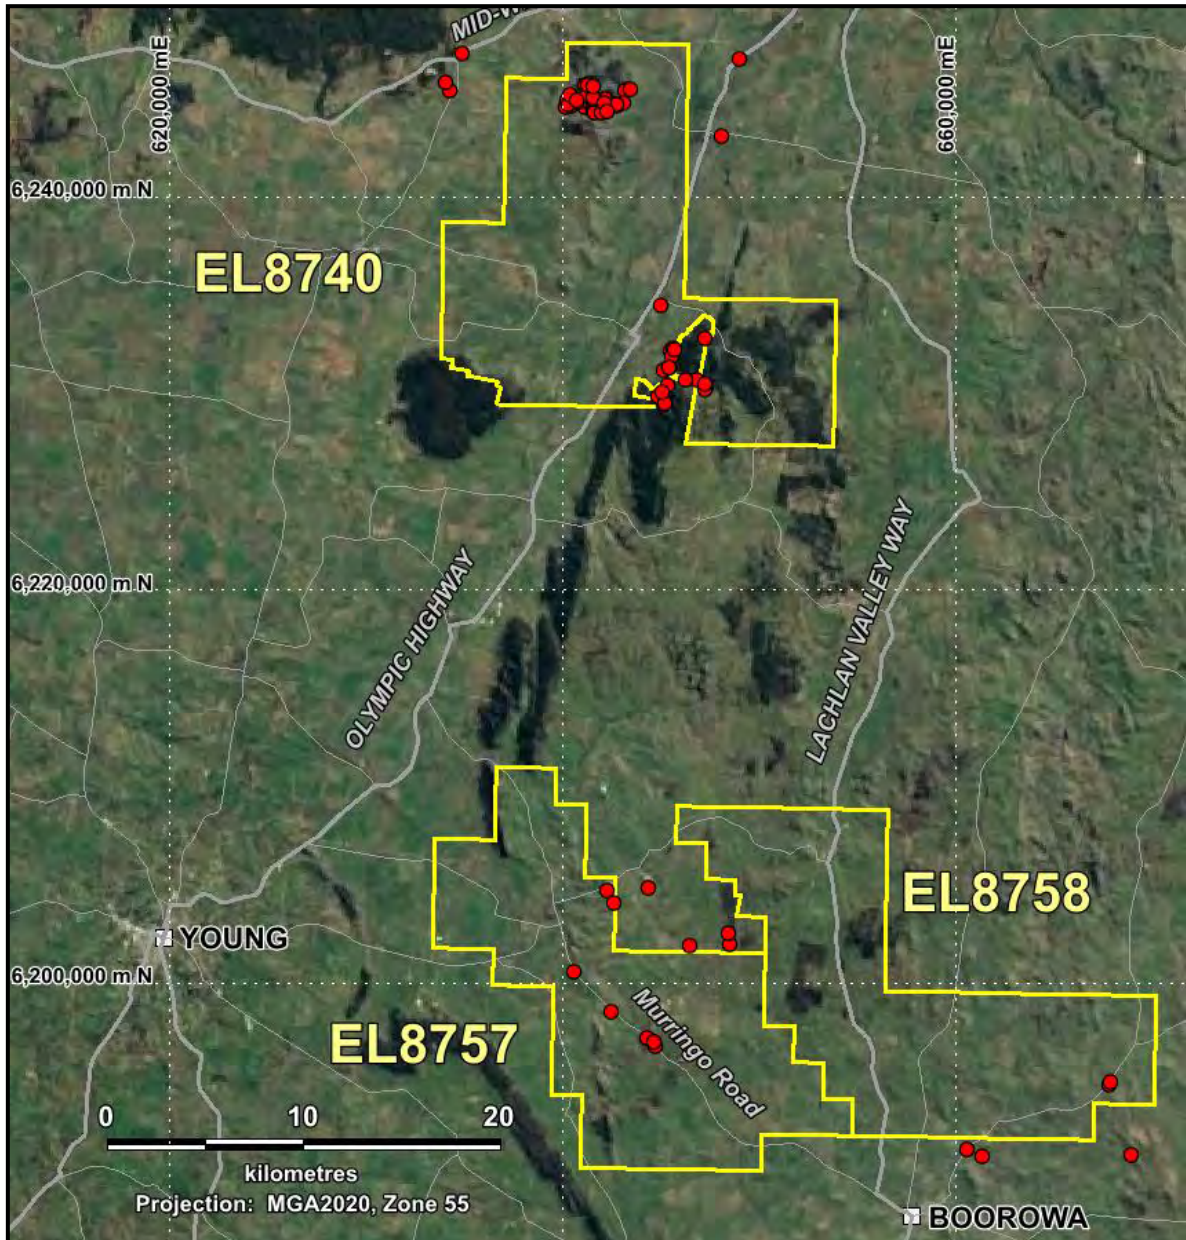 MID-W
620,000 mE
660,000 mE
6,240,000 m N
EL8740
6,220,000 m N
OLYMPIC HIGHWAY
LACHLAN VALLEY WAY
EL8758
YOUNG
6,200,000 m N
EL8757
Murringo Road
0 10 20
kilometres
Projection: MGA2020, Zone 55
BOOROWA